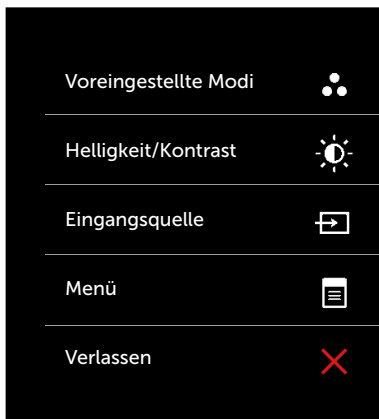 Voreingestellte Modi
Helligkeit/Kontrast
Eingangsquelle
Menü
Verlassen